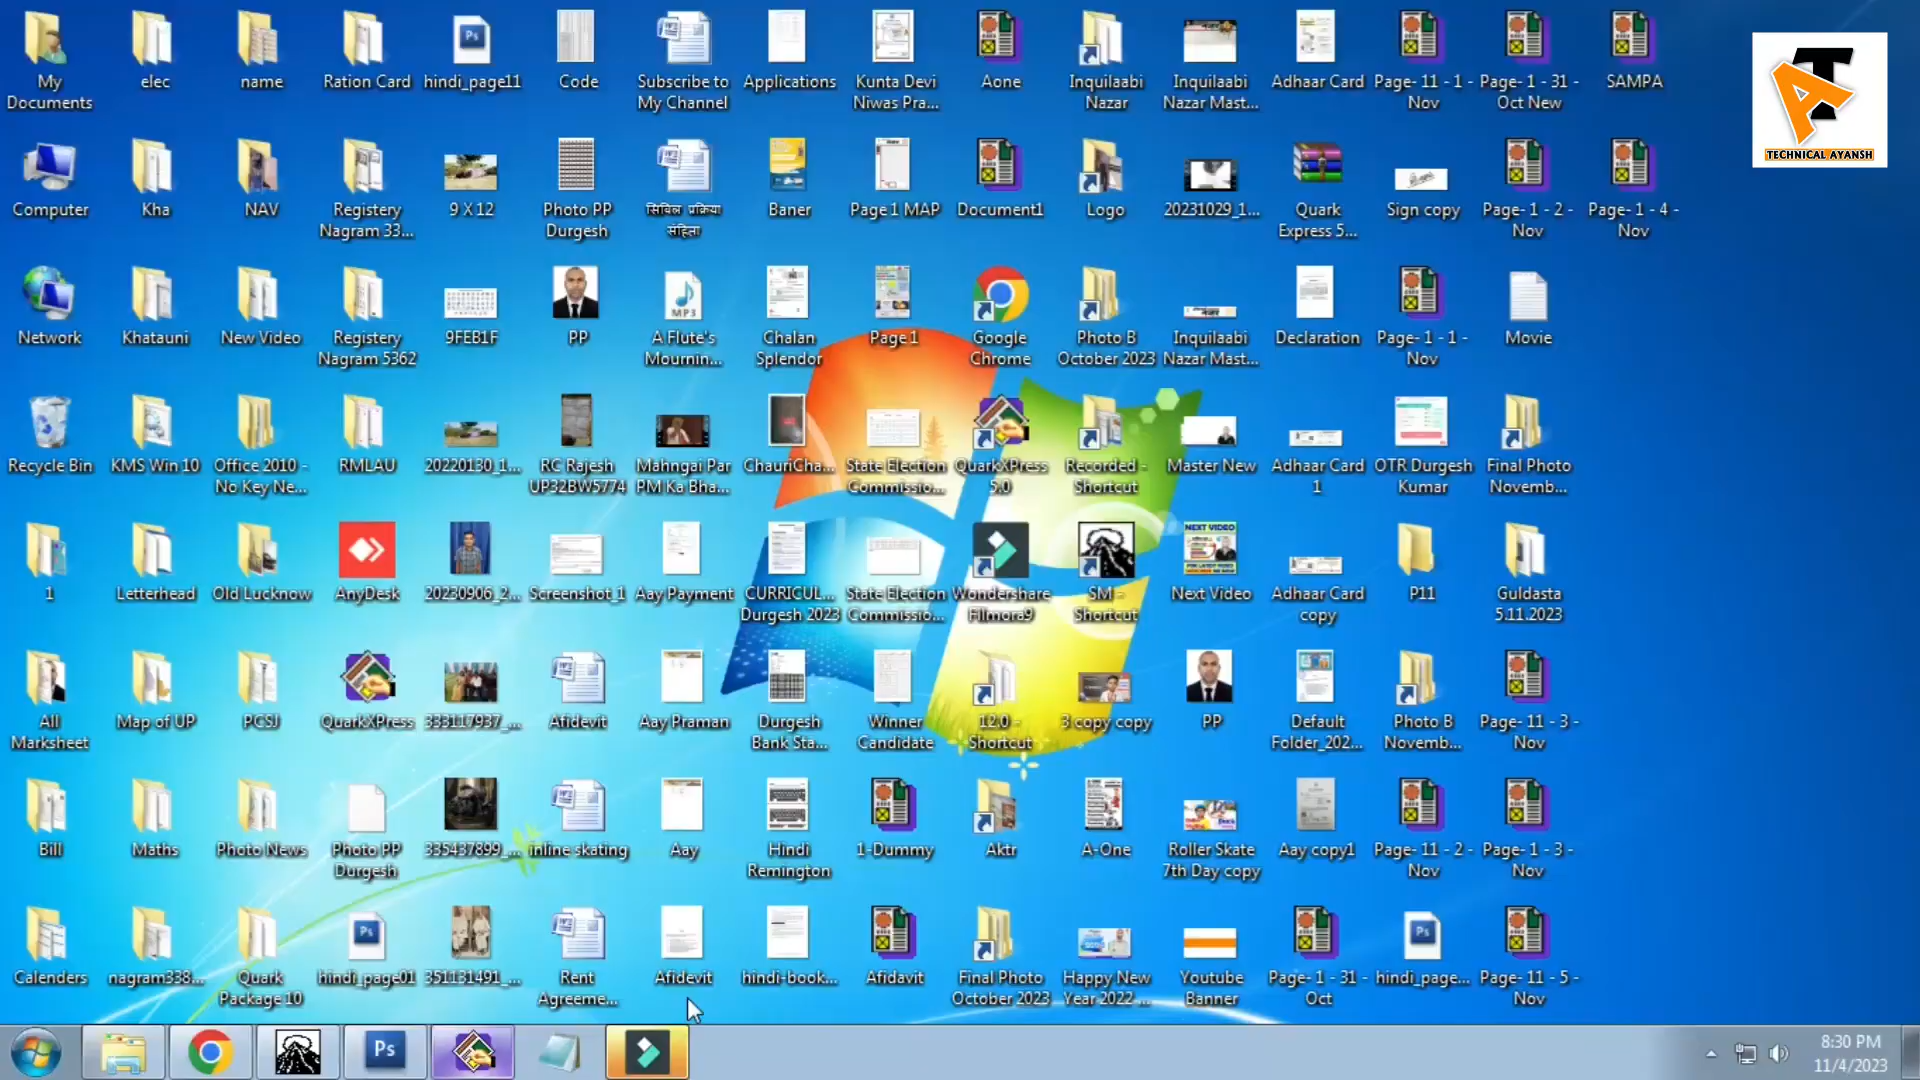 My
Documents
elec
name
Ration Card
hindi_page11
Code
Subscribe to
My Channel
Applications
Kunta Devi
Niwas Pra...
Aone
Inquilaabi
Nazar
Inquilaabi
Nazar Mast...
Adhaar Card
Page- 11 - 1 -
Nov
Page- 1 - 31 -
Oct New
SAMPA
TECHNICAL AYANSH
Computer
Kha
NAV
Registery
Nagram 33...
9 X 12
Photo PP
Durgesh
सिविल प्रक्रिया
संहिता
Baner
Page 1 MAP
Document1
Logo
20231029_1...
Quark
Express 5...
Sign copy
Page- 1 - 2 -
Nov
Page- 1 - 4 -
Nov
Network
Khatauni
New Video
Registery
Nagram 5362
9FEB1F
PP
MP3
A Flute's
Mournin...
Chalan
Splendor
Page 1
Google
Chrome
Photo B
October 2023
Inquilaabi
Nazar Mast...
Declaration
Page- 1 - 1 -
Nov
Movie
Recycle Bin
KMS Win 10
Office 2010 -
No Key Ne...
RMLAU
20220130_1...
RC Rajesh
UP32BW5774
Mahngai Par
PM Ka Bha...
ChauriCha...
State Election
Commissio...
QuarkXPress
5.0
Recorded -
Shortcut
Master New
Adhaar Card
1
OTR Durgesh
Kumar
Final Photo
Novemb...
1
Letterhead
Old Lucknow
AnyDesk
20230906_2...
Screenshot_1
Aay Payment
CURRICUL...
Durgesh 2023
State Election
Commissio...
Wondershare
Filmora9
SM -
Shortcut
NEXT VIDEO
Next Video
Adhaar Card
copy
P11
Guldasta
5.11.2023
All
Marksheet
Map of UP
PCSJ
QuarkXPress
333117937_...
Afidevit
Aay Praman
Durgesh
Bank Sta...
Winner
Candidate
12.0 -
Shortcut
3 copy copy
PP
Default
Folder_202...
Photo B
Novemb...
Page- 11 - 3 -
Nov
Bill
Maths
Photo News
Photo PP
Durgesh
335437899_...
inline skating
Aay
Hindi
Remington
1-Dummy
Aktr
A-One
Roller Skate
7th Day copy
Aay copy1
Page- 11 - 2 -
Nov
Page- 1 - 3 -
Nov
Calenders
nagram338...
Quark
Package 10
hindi_page01
351131491_...
Rent
Agreeme...
Afidevit
hindi-book...
Afidavit
Final Photo
October 2023
Happy New
Year 2022-...
Youtube
Banner
Page- 1 - 31 -
Oct
hindi_page...
Page- 11 - 5 -
Nov
Ps
8:30 PM
11/4/2023